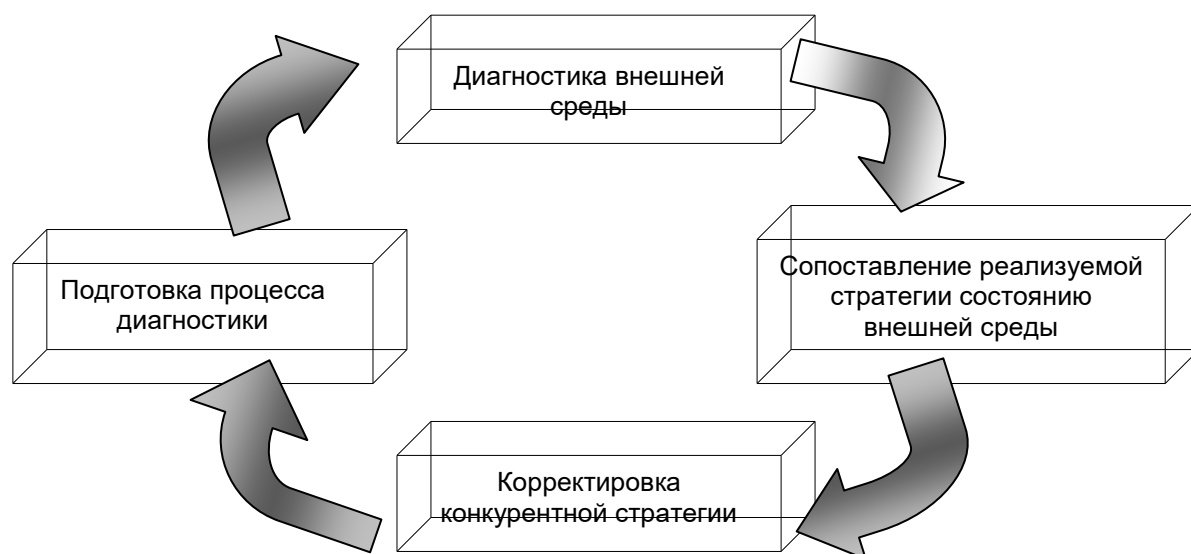 Диагностика внешней
среды
Подготовка процесса
диагностики
Сопоставление реализуемой
стратегии состоянию
внешней среды
Корректировка
конкурентной стратегии